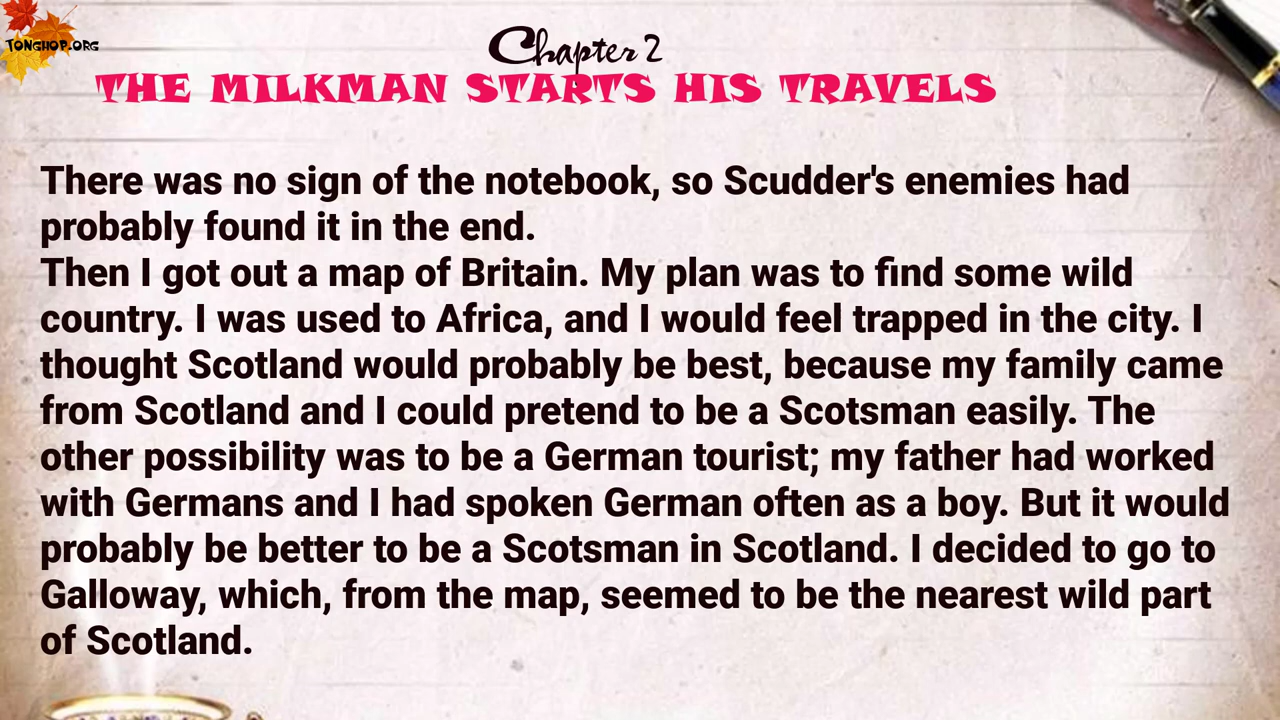 TONGHOP.ORG
Chapter 2
THE MILKMAN STARTS HIS TRAVELS
There was no sign of the notebook, so Scudder's enemies had
probably found it in the end.
Then I got out a map of Britain. My plan was to find some wild
country. I was used to Africa, and I would feel trapped in the city. I
thought Scotland would probably be best, because my family came
from Scotland and I could pretend to be a Scotsman easily. The
other possibility was to be a German tourist; my father had worked
with Germans and I had spoken German often as a boy. But it would
probably be better to be a Scotsman in Scotland. I decided to go to
Galloway, which, from the map, seemed to be the nearest wild part
of Scotland.